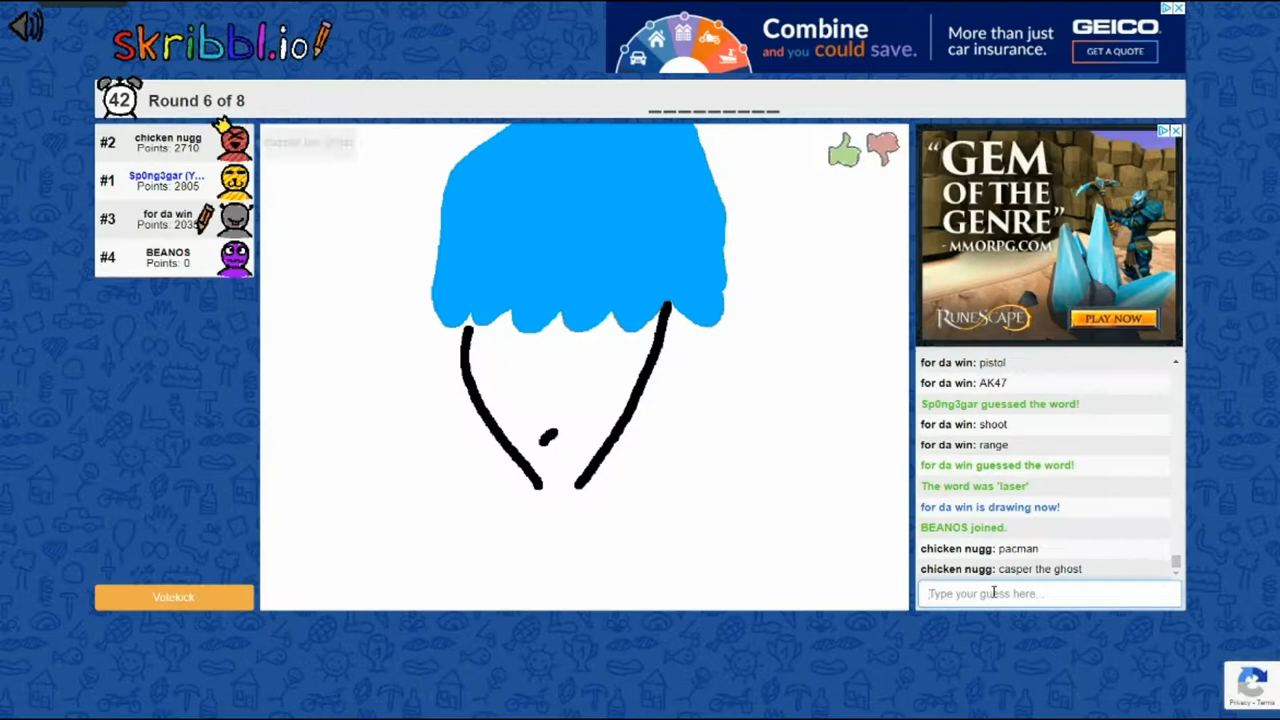 skribbl.io!
Combine
and you could save.
More than just
car insurance.
GEICO
GET A QUOTE
42
Round 6 of 8
_ _ _ _ _ _ _ _ _
#2
chicken nugg
Points: 2710
#1
Sp0ng3gar (Y...
Points: 2805
#3
for da win
Points: 2035
#4
BEANOS
Points: 0
"GEM
OF THE
GENRE"
- MMORPG.COM
RUNESCAPE
PLAY NOW
for da win: pistol
for da win: AK47
Sp0ng3gar guessed the word!
for da win: shoot
for da win: range
for da win guessed the word!
The word was 'laser'
for da win is drawing now!
BEANOS joined.
chicken nugg: pacman
chicken nugg: casper the ghost
Type your guess here...
Votekick
Privacy - Terms